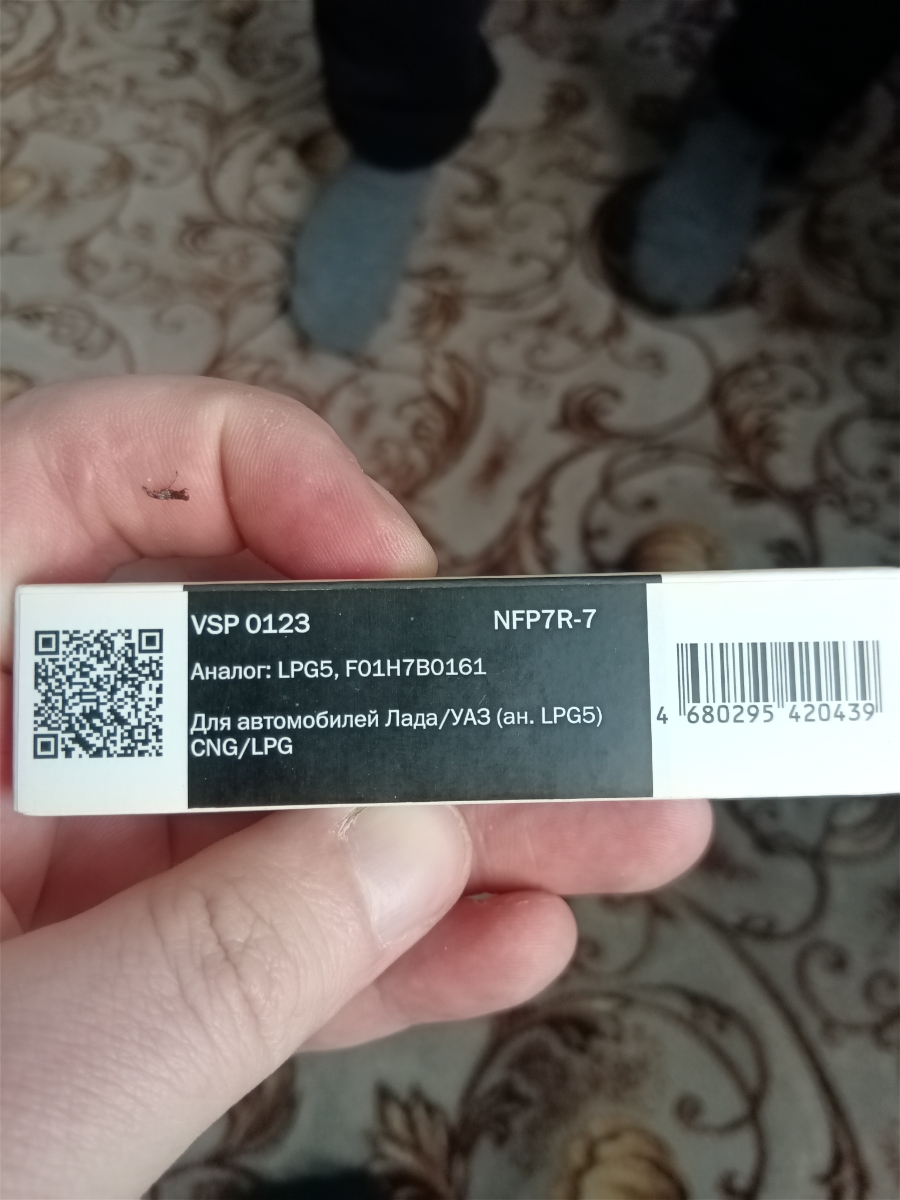 VSP 0123 NFP7R-7
Аналог: LPG5, F01H7B0161
Для автомобилей Лада/УАЗ (ан. LPG5)
CNG/LPG
4 680295 420439